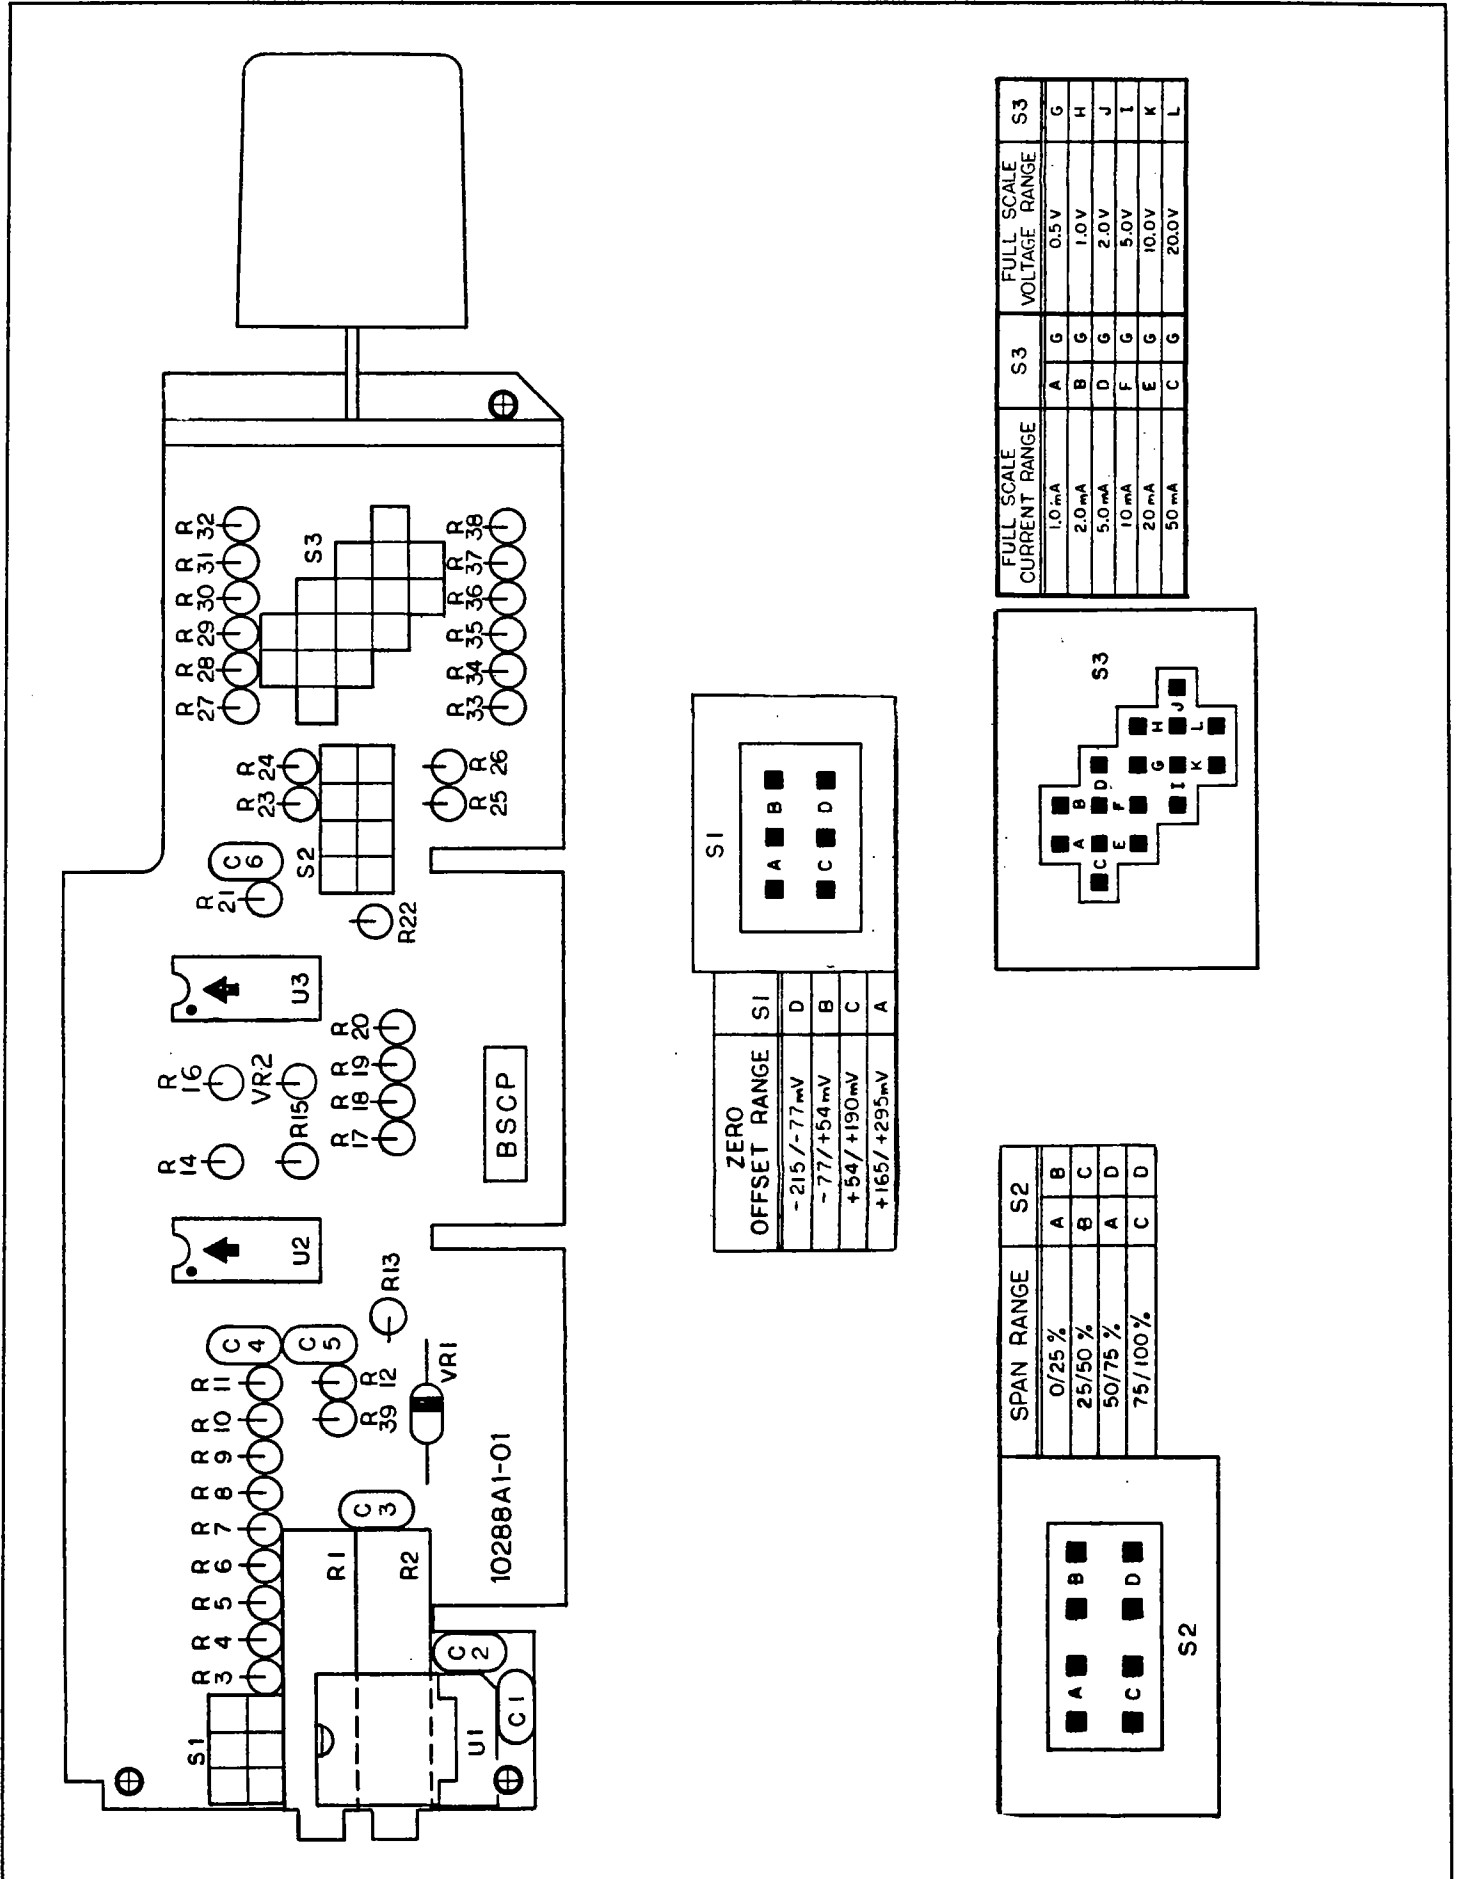 R 32
R 31
R 30
R 29
R 28
R 27
S3
R 38
R 37
R 36
R 35
R 34
R 33
R 24
R 23
R 26
R 25
C 6
R 21
S2
R22
U3
R 20
R 19
R 18
R 17
R 16
VR2
R 14
R15
BSCP
U2
R13
C 4
C 5
R 11
R 10
R 9
R 8
R 7
R 6
R 5
R 4
R 3
R 12
R 39
VR1
C 3
10288A1-01
R1
R2
C 2
C 1
S1
U1
S1
A B
C D
ZERO OFFSET RANGE S1
-215/-77mV D
-77/+54mV B
+54/+190mV C
+165/+295mV A
FULL SCALE CURRENT RANGE S3 FULL SCALE VOLTAGE RANGE S3
1.0mA A G 0.5V G
2.0mA B G 1.0V H
5.0mA D G 2.0V J
10mA F G 5.0V I
20mA E G 10.0V K
50mA C G 20.0V L
S3
A B
C D
E F G H
I J
K L
SPAN RANGE S2
0/25% A B
25/50% B C
50/75% A D
75/100% C D
A B
C D
S2